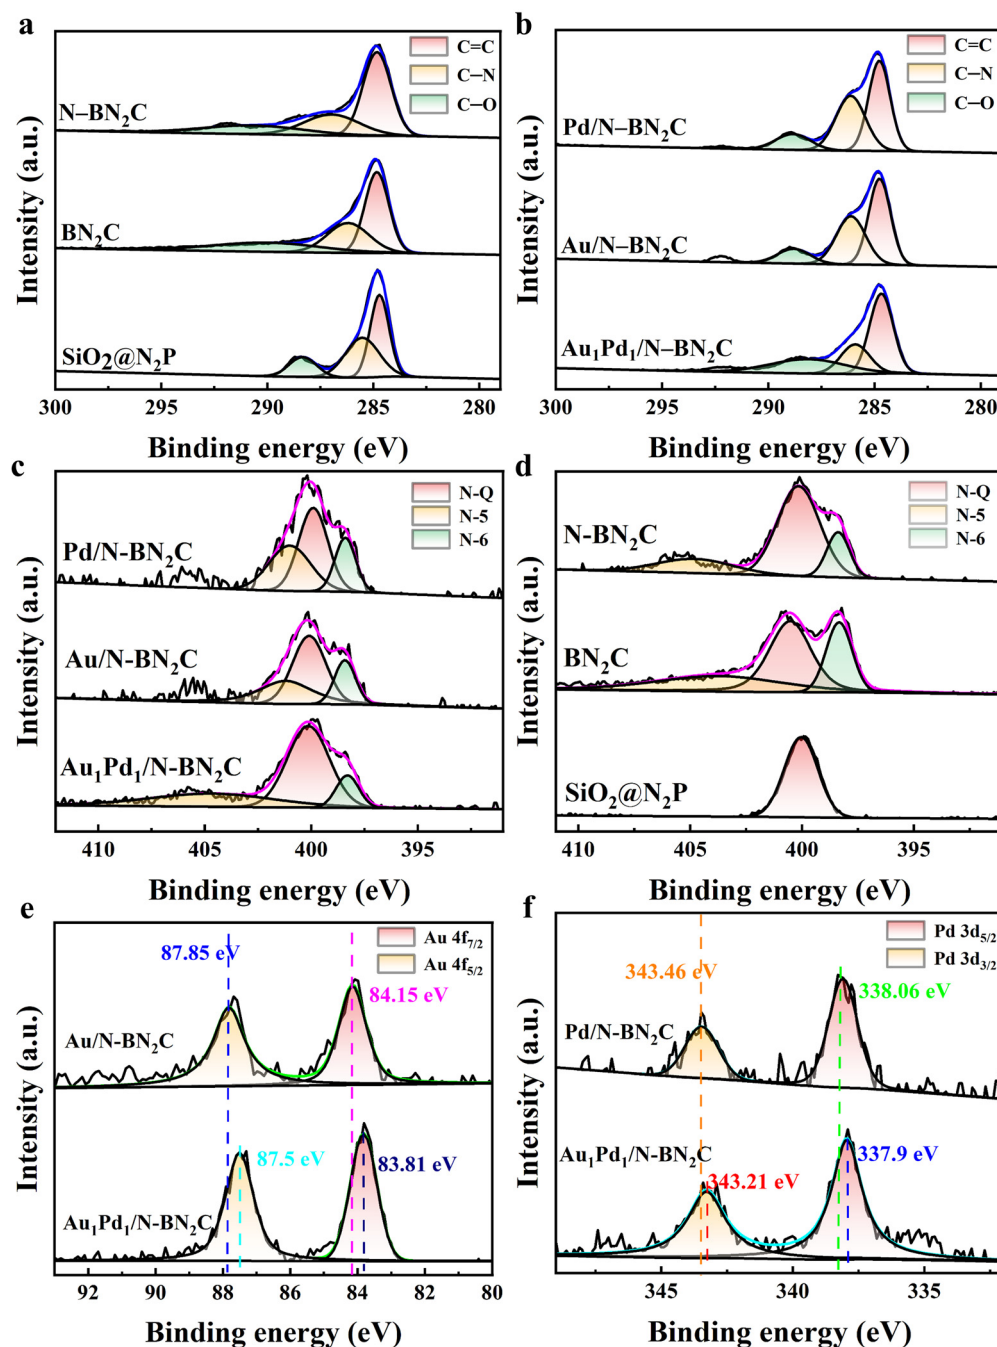 a
C=C
C–N
C–O
N–BN₂C
BN₂C
SiO₂@N₂P
Intensity (a.u.)
300 295 290 285 280
Binding energy (eV)
b
C=C
C–N
C–O
Pd/N–BN₂C
Au/N–BN₂C
Au₁Pd₁/N–BN₂C
Intensity (a.u.)
300 295 290 285 280
Binding energy (eV)
c
N-Q
N-5
N-6
Pd/N-BN₂C
Au/N-BN₂C
Au₁Pd₁/N-BN₂C
Intensity (a.u.)
410 405 400 395
Binding energy (eV)
d
N-Q
N-5
N-6
N-BN₂C
BN₂C
SiO₂@N₂P
Intensity (a.u.)
410 405 400 395
Binding energy (eV)
e
Au 4f₇/₂
Au 4f₅/₂
87.85 eV
84.15 eV
Au/N-BN₂C
87.5 eV
83.81 eV
Au₁Pd₁/N-BN₂C
Intensity (a.u.)
92 90 88 86 84 82 80
Binding energy (eV)
f
Pd 3d₅/₂
Pd 3d₃/₂
343.46 eV
338.06 eV
Pd/N-BN₂C
Au₁Pd₁/N-BN₂C
337.9 eV
343.21 eV
Intensity (a.u.)
345 340 335
Binding energy (eV)